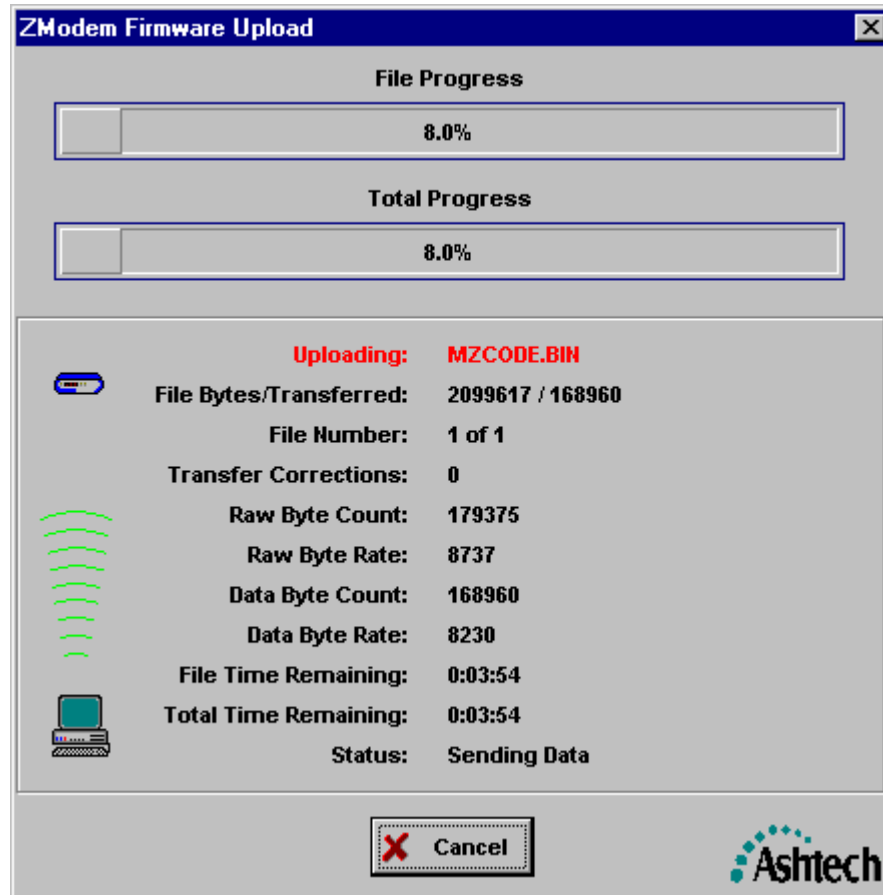 ZModem Firmware Upload
File Progress
8.0%
Total Progress
8.0%
Uploading: MZCODE.BIN
File Bytes/Transferred: 2099617 / 168960
File Number: 1 of 1
Transfer Corrections: 0
Raw Byte Count: 179375
Raw Byte Rate: 8737
Data Byte Count: 168960
Data Byte Rate: 8230
File Time Remaining: 0:03:54
Total Time Remaining: 0:03:54
Status: Sending Data
Cancel
Ashtech